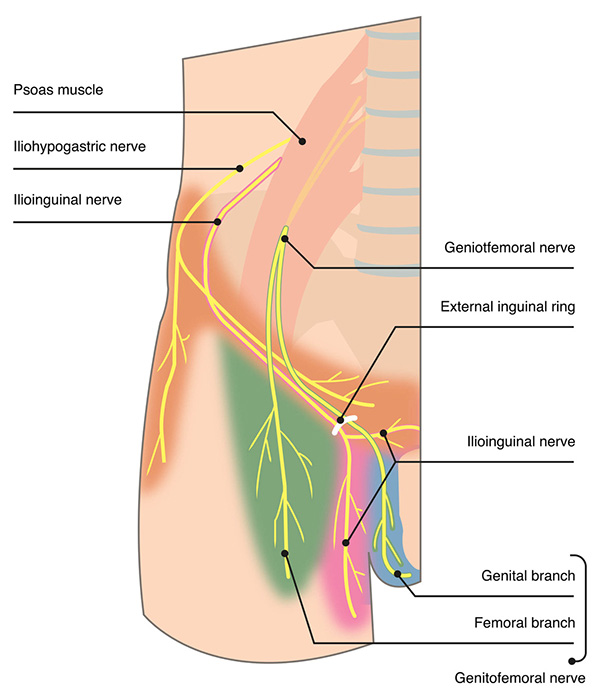 Psoas muscle
Iliohypogastric nerve
Ilioinguinal nerve
Geniotfemoral nerve
External inguinal ring
Ilioinguinal nerve
Genital branch
Femoral branch
Genitofemoral nerve